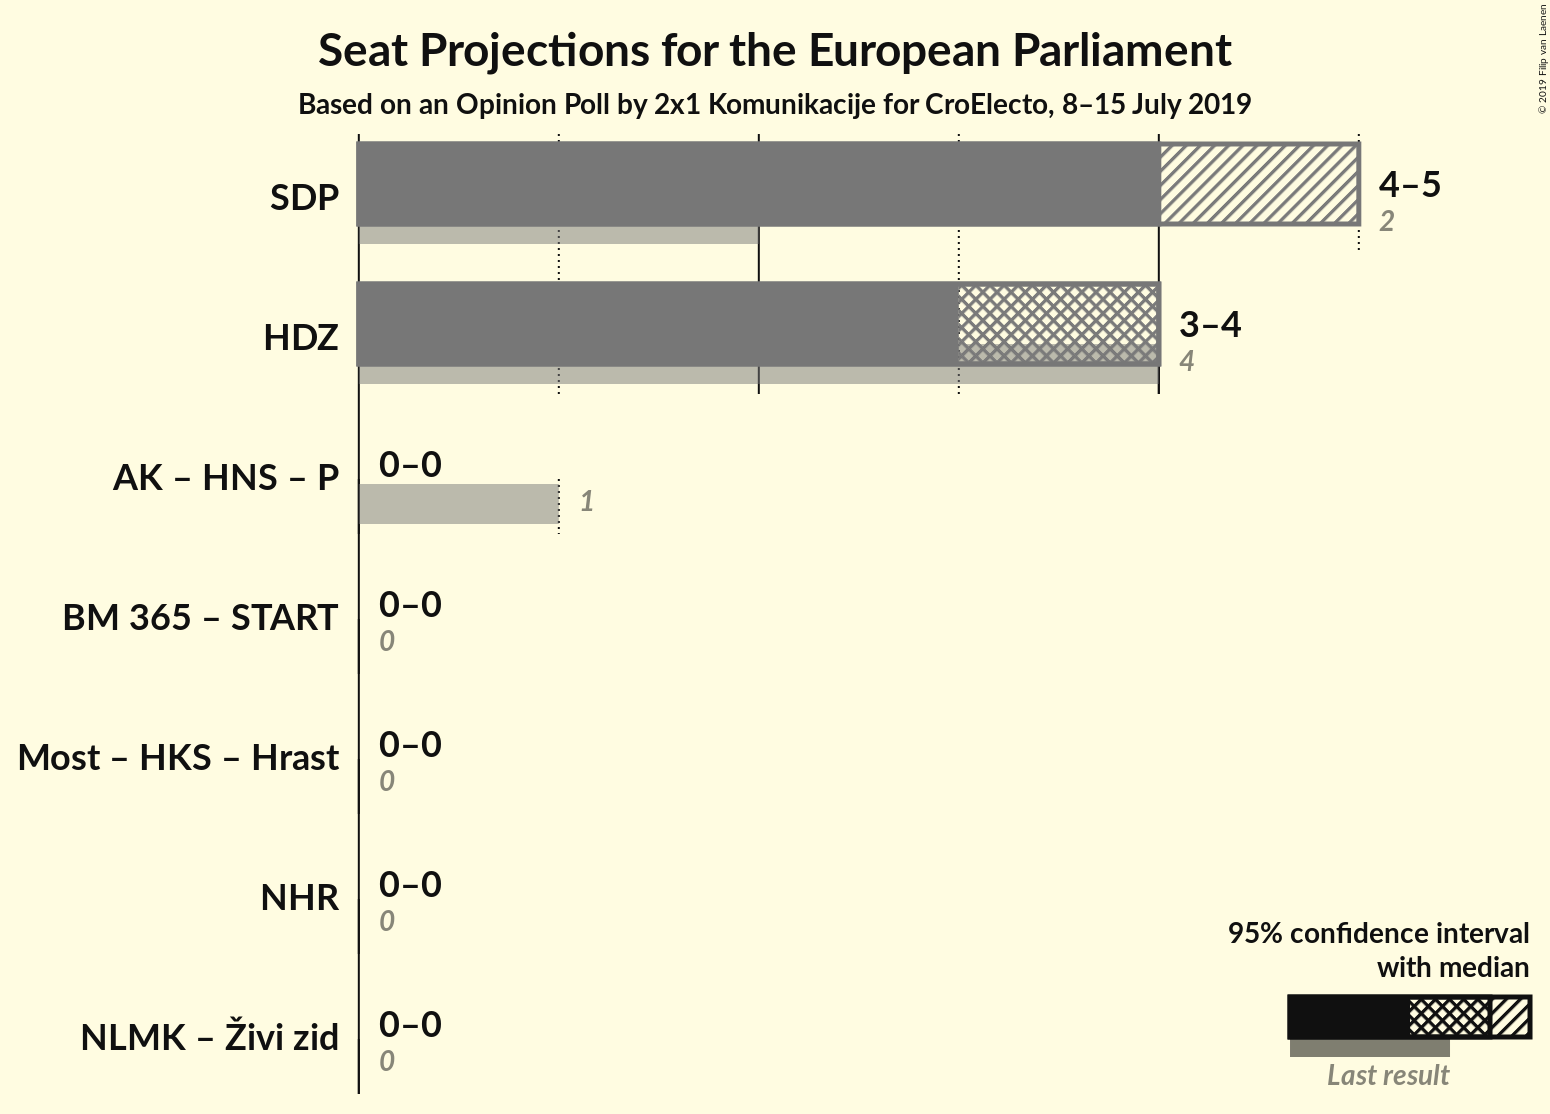 Seat Projections for the European Parliament
Based on an Opinion Poll by 2x1 Komunikacije for CroElecto, 8–15 July 2019
© 2019 Filip van Laenen
SDP
4–5
2
HDZ
3–4
4
AK – HNS – P
0–0
1
BM 365 – START
0–0
0
Most – HKS – Hrast
0–0
0
NHR
0–0
0
NLMK – Živi zid
0–0
0
95% confidence interval
with median
Last result